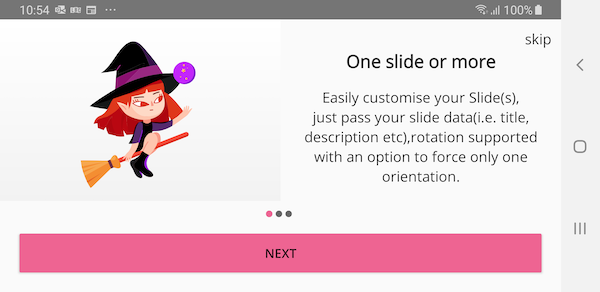 10:54 100%
skip
One slide or more
Easily customise your Slide(s),
just pass your slide data(i.e. title,
description etc),rotation supported
with an option to force only one
orientation.
NEXT